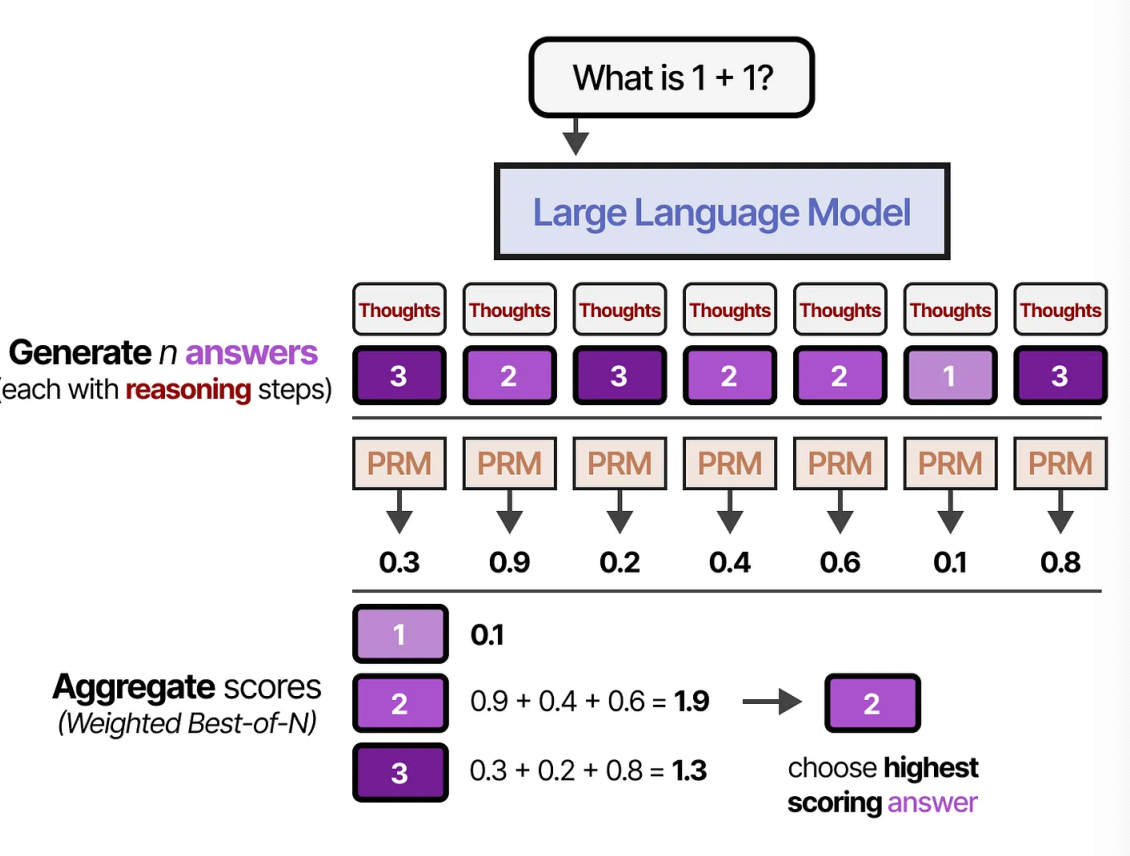 What is 1 + 1?
Large Language Model
Thoughts Thoughts Thoughts Thoughts Thoughts Thoughts Thoughts
Generate n answers
(each with reasoning steps)
3 2 3 2 2 1 3
PRM PRM PRM PRM PRM PRM PRM
0.3 0.9 0.2 0.4 0.6 0.1 0.8
1 0.1
Aggregate scores
(Weighted Best-of-N)
2 0.9 + 0.4 + 0.6 = 1.9 2
3 0.3 + 0.2 + 0.8 = 1.3
choose highest
scoring answer